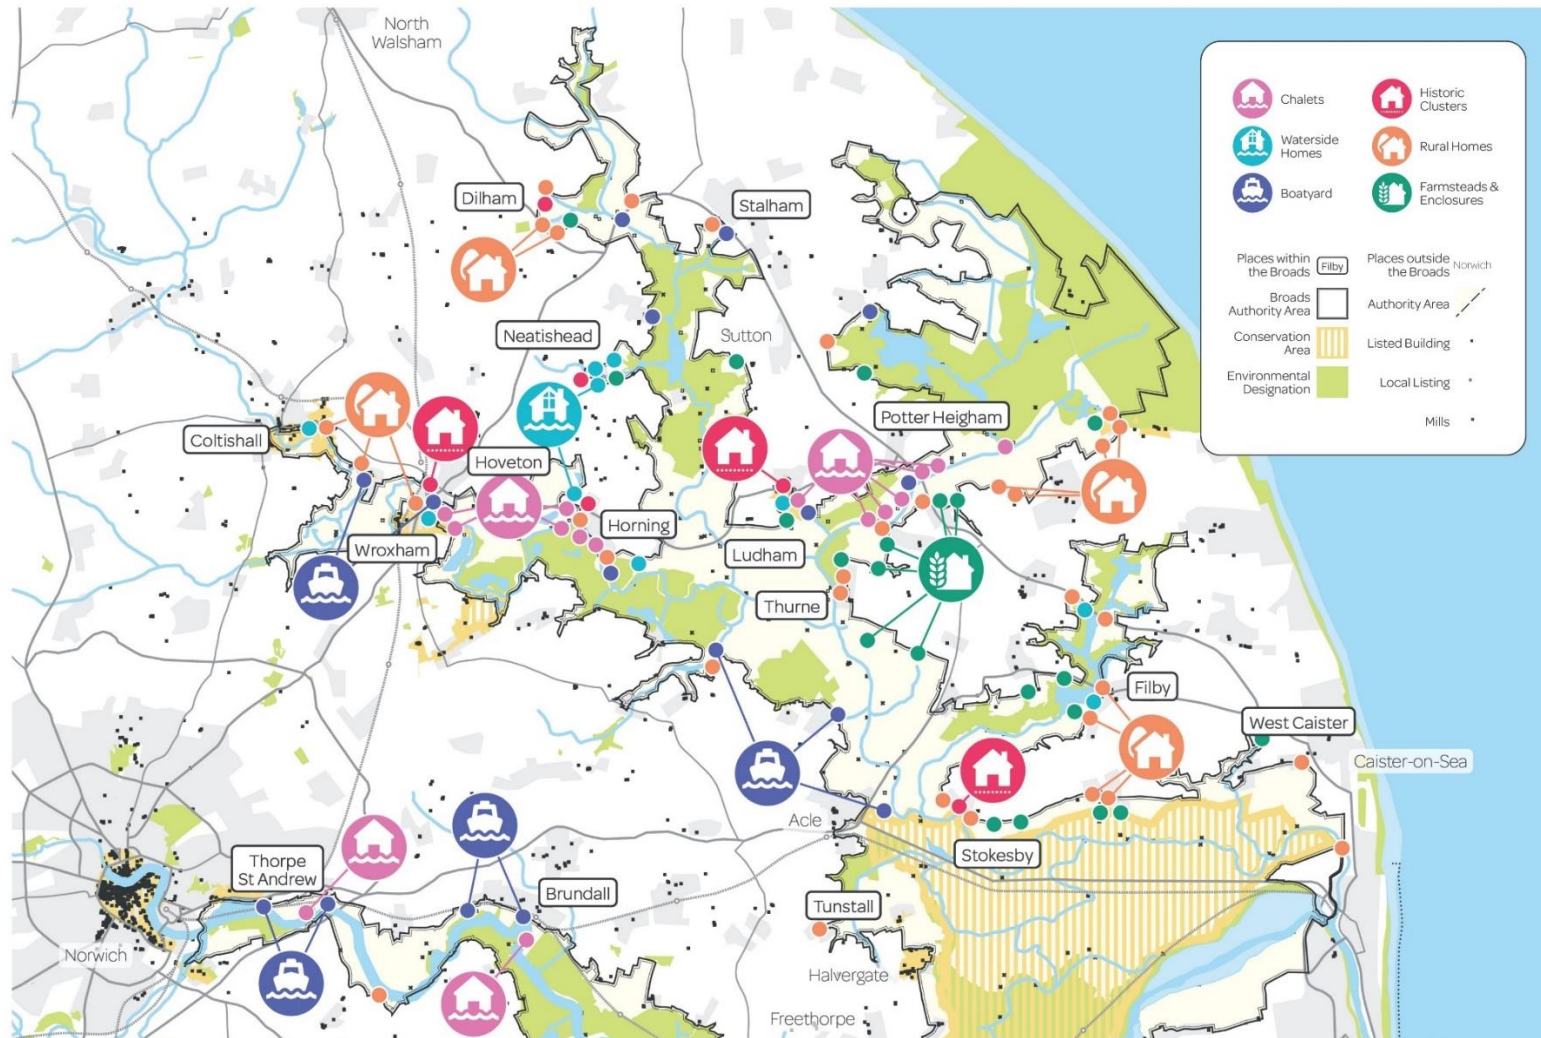 North
Walsham
Dilham
Stalham
Neatishead
Sutton
Coltishall
Hoveton
Potter Heigham
Wroxham
Horning
Ludham
Thurne
Filby
West Caister
Caister-on-Sea
Acle
Stokesby
Thorpe
St Andrew
Brundall
Tunstall
Norwich
Halvergate
Freethorpe
Chalets
Historic
Clusters
Waterside
Homes
Rural Homes
Boatyard
Farmsteads &
Enclosures
Places within
the Broads
Filby
Places outside
the Broads
Norwich
Broads
Authority Area
Authority Area
Conservation
Area
Listed Building
Environmental
Designation
Local Listing
Mills